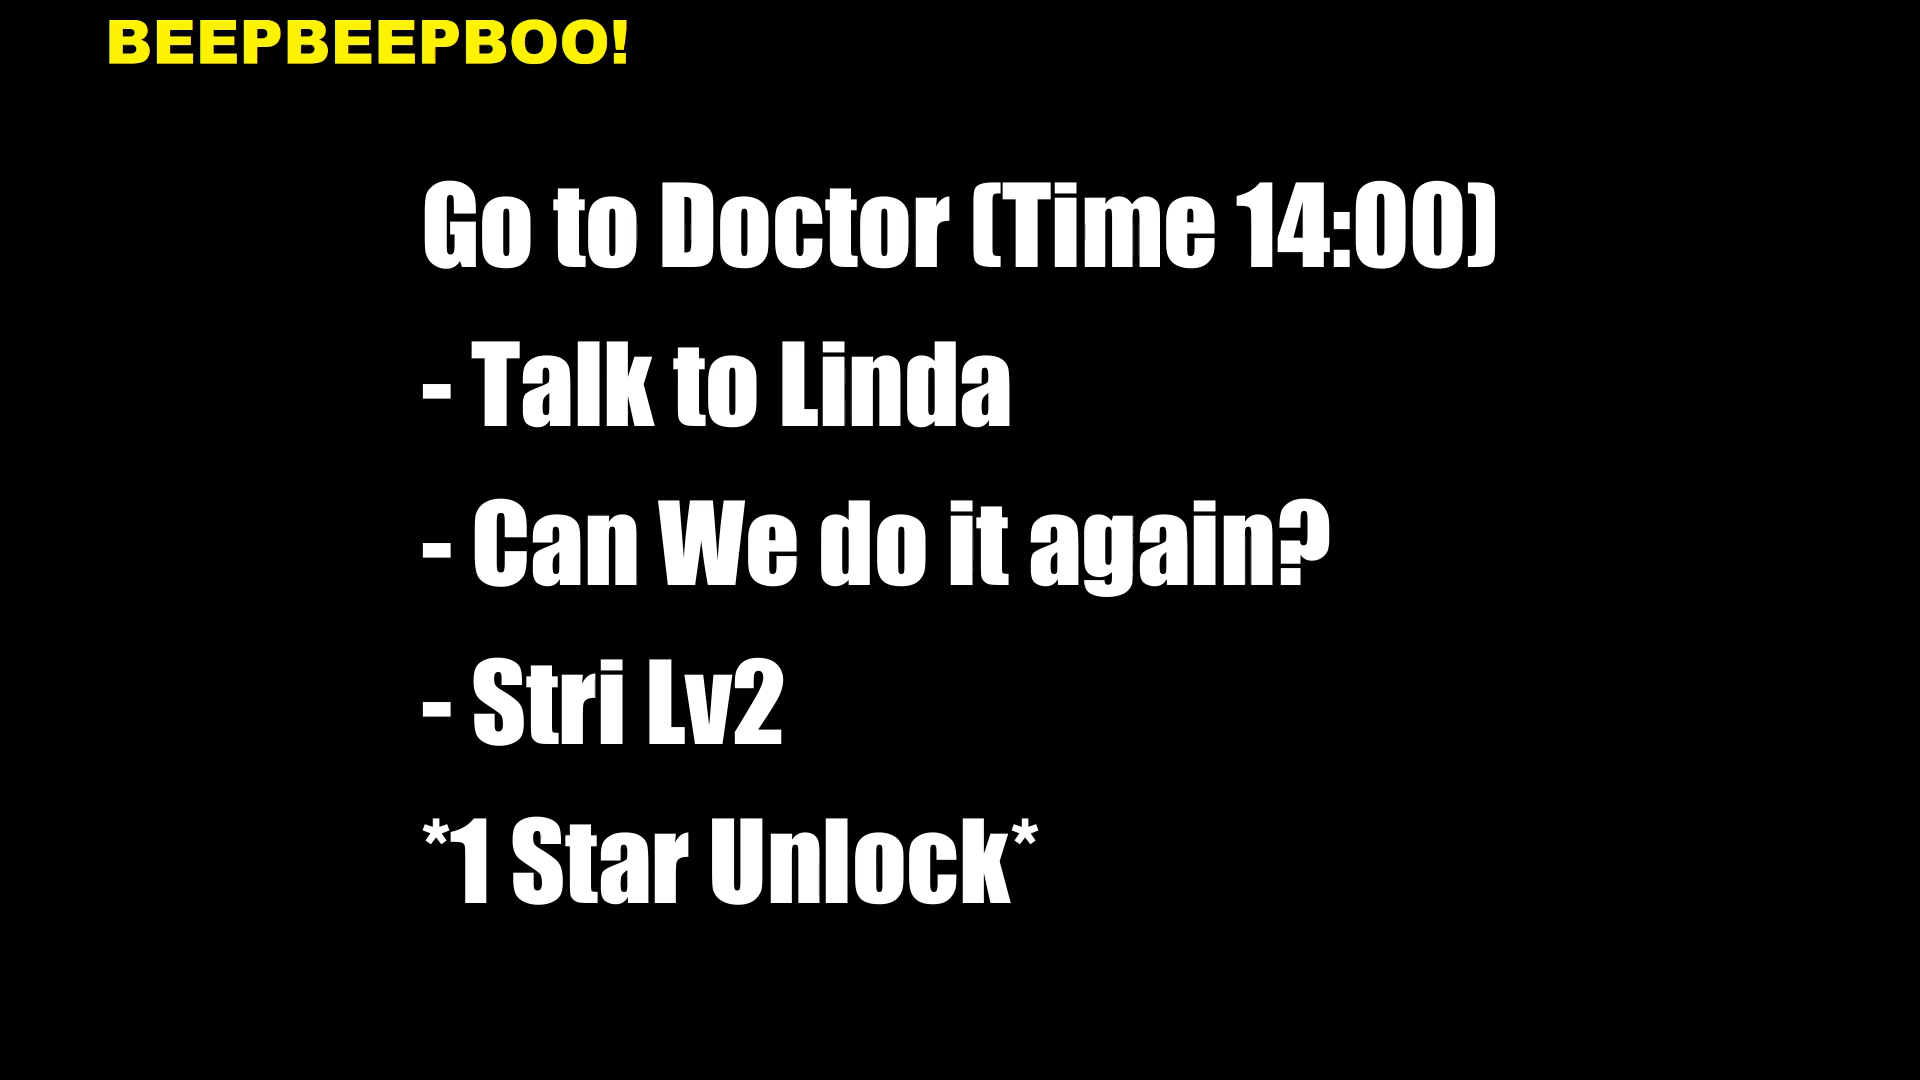 BEEPBEEPBOO!
Go to Doctor (Time 14:00)
- Talk to Linda
- Can We do it again?
- Stri Lv2
*1 Star Unlock*